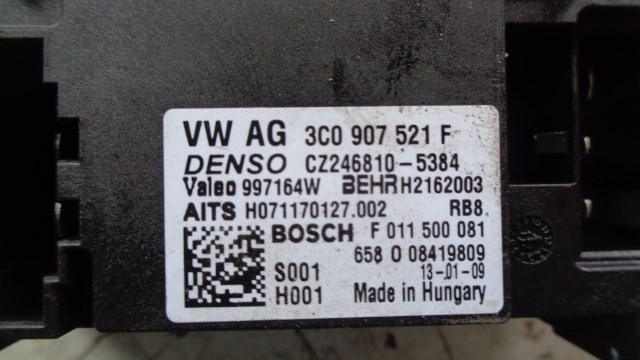 VW AG 3C0 907 521 F
DENSO CZ246810-5384
Valeo 997164W BEHR H2162003
AITS H071170127.002 RB8.
BOSCH F 011 500 081
658 0 08419809
S001 13-01-09
H001 Made in Hungary